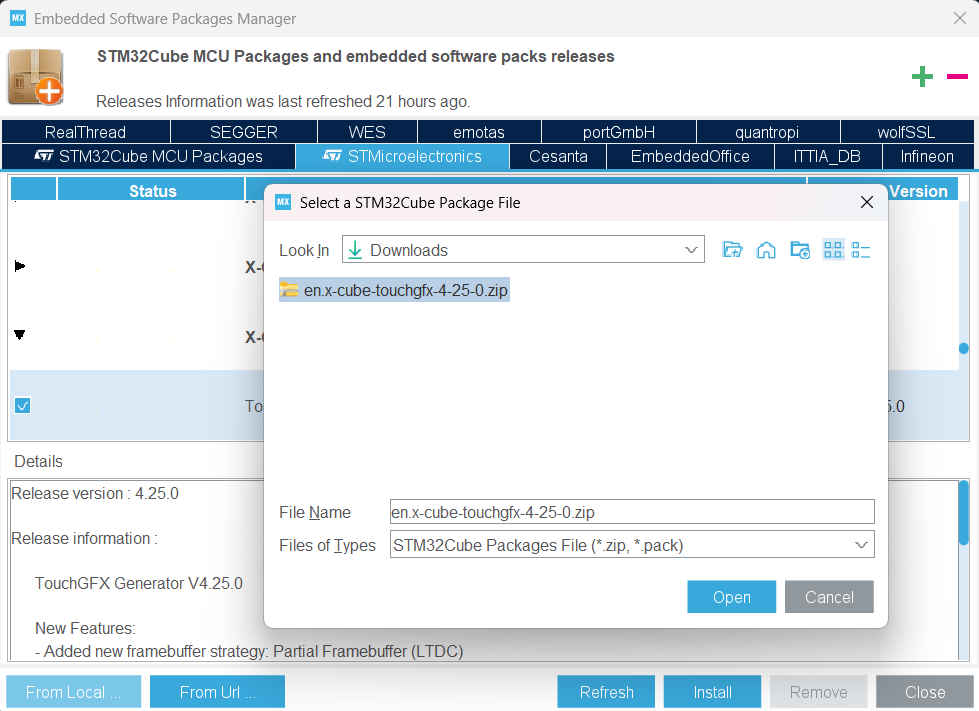 MX Embedded Software Packages Manager
STM32Cube MCU Packages and embedded software packs releases
Releases Information was last refreshed 21 hours ago.
RealThread SEGGER WES emotas portGmbH quantropi wolfSSL
STM32Cube MCU Packages STMicroelectronics Cesanta EmbeddedOffice ITTIA_DB Infineon
Status Version
MX Select a STM32Cube Package File
Look In Downloads
en.x-cube-touchgfx-4-25-0.zip
File Name en.x-cube-touchgfx-4-25-0.zip
Files of Types STM32Cube Packages File (*.zip, *.pack)
Open Cancel
Details
Release version : 4.25.0
Release information :
TouchGFX Generator V4.25.0
New Features:
- Added new framebuffer strategy: Partial Framebuffer (LTDC)
From Local ... From Url ... Refresh Install Remove Close